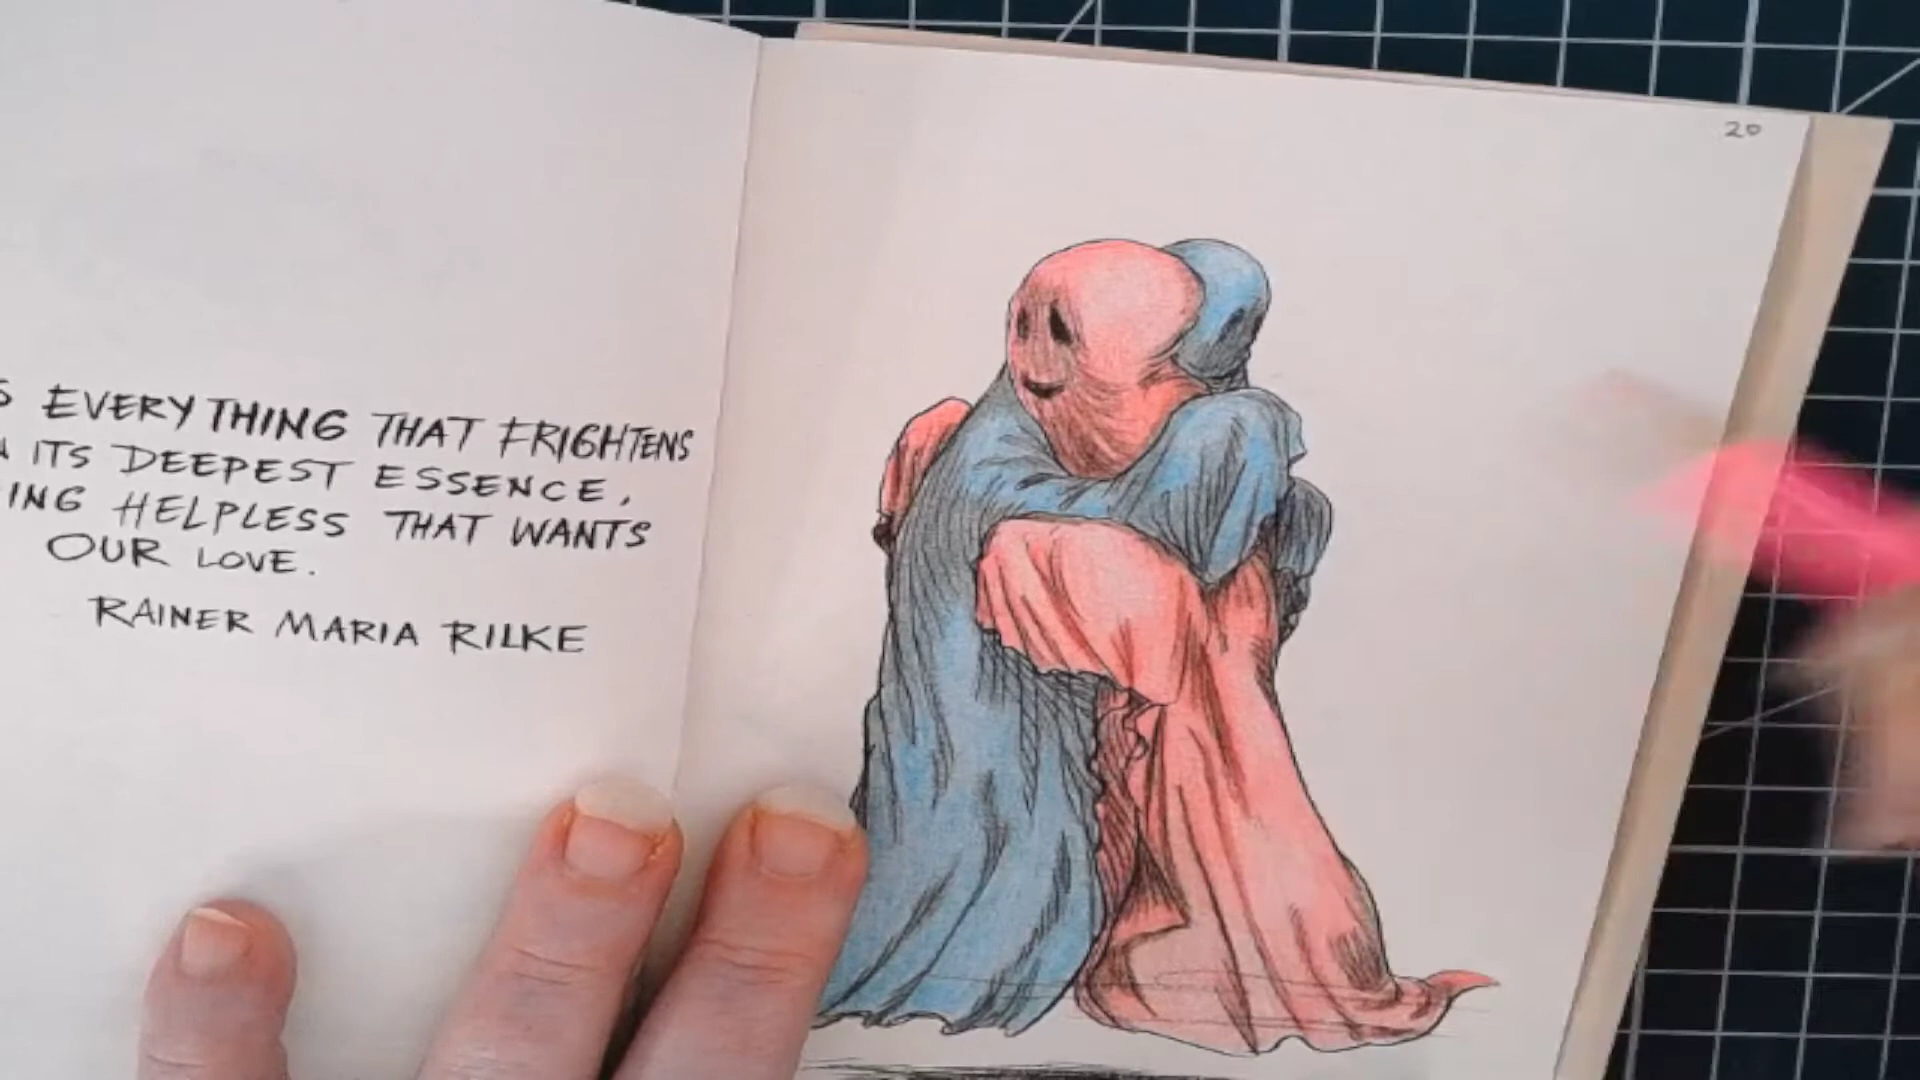 EVERYTHING THAT FRIGHTENS
ITS DEEPEST ESSENCE,
HELPLESS THAT WANTS
OUR LOVE.
RAINER MARIA RILKE
20